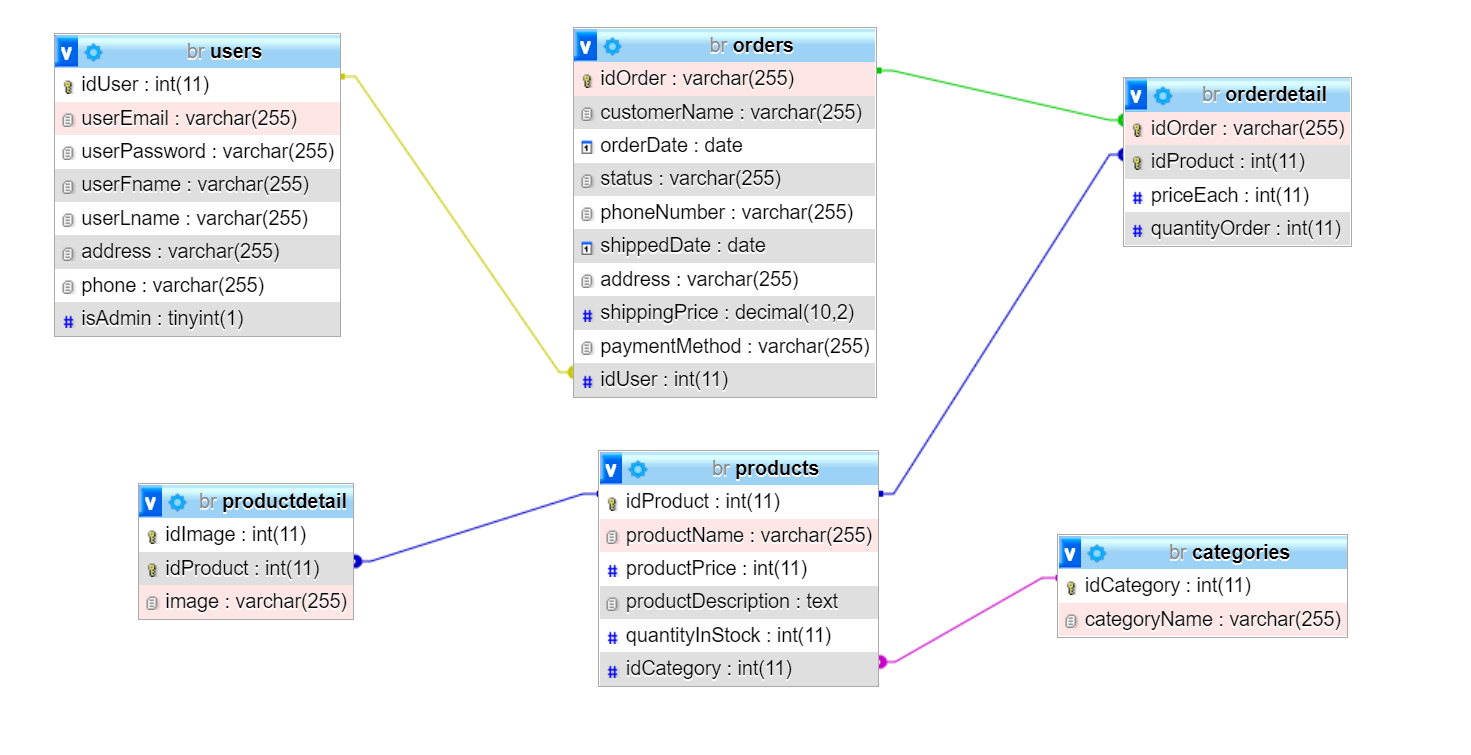 v br users
idUser : int(11)
userEmail : varchar(255)
userPassword : varchar(255)
userFname : varchar(255)
userLname : varchar(255)
address : varchar(255)
phone : varchar(255)
isAdmin : tinyint(1)
v br orders
idOrder : varchar(255)
customerName : varchar(255)
orderDate : date
status : varchar(255)
phoneNumber : varchar(255)
shippedDate : date
address : varchar(255)
# shippingPrice : decimal(10,2)
paymentMethod : varchar(255)
# idUser : int(11)
v br orderdetail
idOrder : varchar(255)
idProduct : int(11)
# priceEach : int(11)
# quantityOrder : int(11)
v br productdetail
idImage : int(11)
idProduct : int(11)
image : varchar(255)
v br products
idProduct : int(11)
productName : varchar(255)
# productPrice : int(11)
productDescription : text
# quantityInStock : int(11)
# idCategory : int(11)
v br categories
idCategory : int(11)
categoryName : varchar(255)